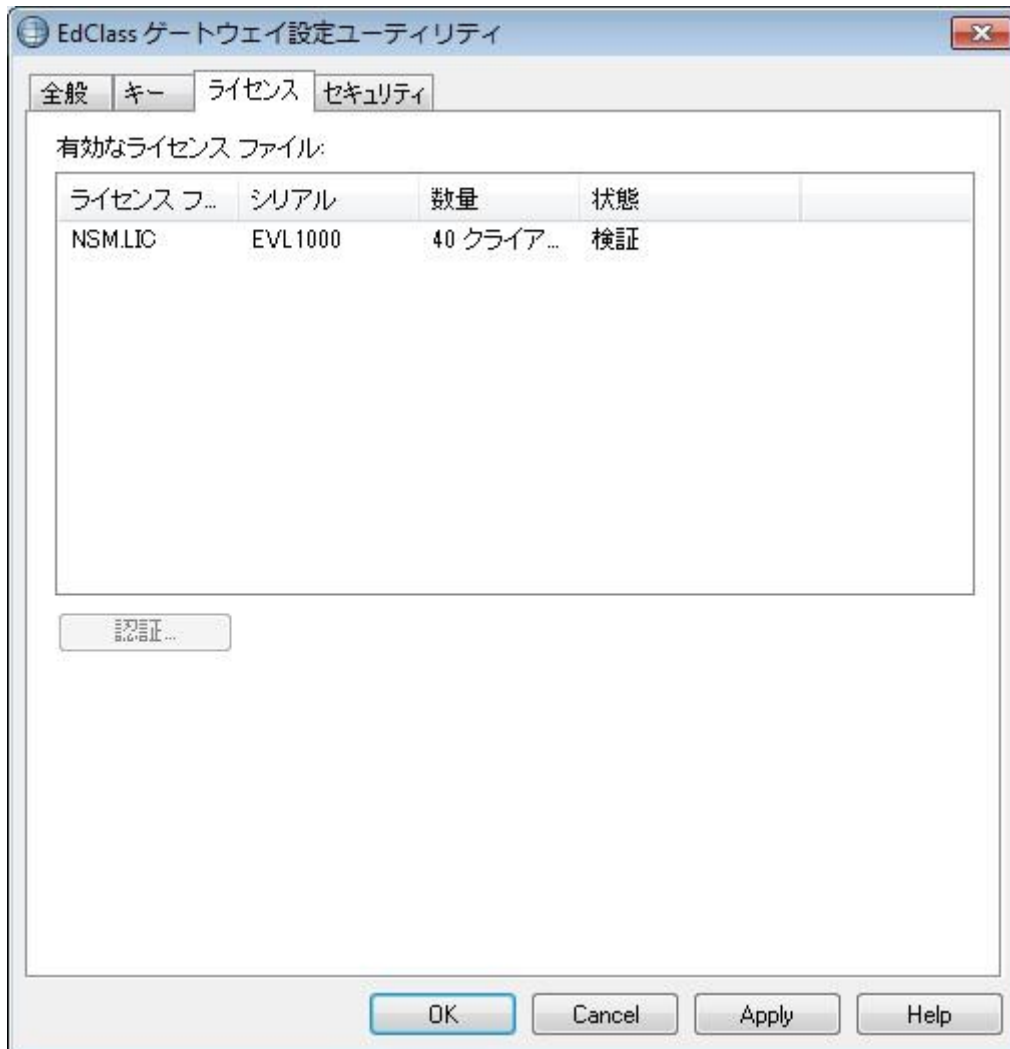 EdClass ゲートウェイ設定ユーティリティ
全般 キー ライセンス セキュリティ
有効なライセンス ファイル:
ライセンス フ... シリアル 数量 状態
NSM.LIC EVL1000 40 クライア... 検証
認証...
OK Cancel Apply Help